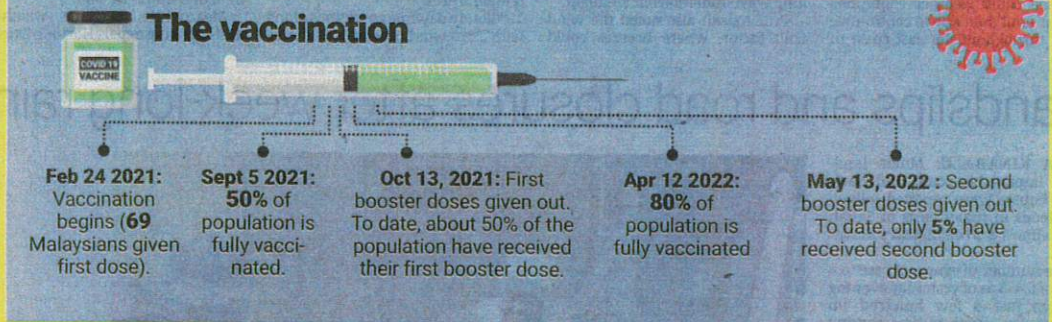 The vaccination
COVID 19
VACCINE
Feb 24 2021:
Vaccination
begins (69
Malaysians given
first dose).
Sept 5 2021:
50% of
population is
fully vacci-
nated.
Oct 13, 2021: First
booster doses given out.
To date, about 50% of the
population have received
their first booster dose.
Apr 12 2022:
80% of
population is
fully vaccinated
May 13, 2022 : Second
booster doses given out.
To date, only 5% have
received second booster
dose.